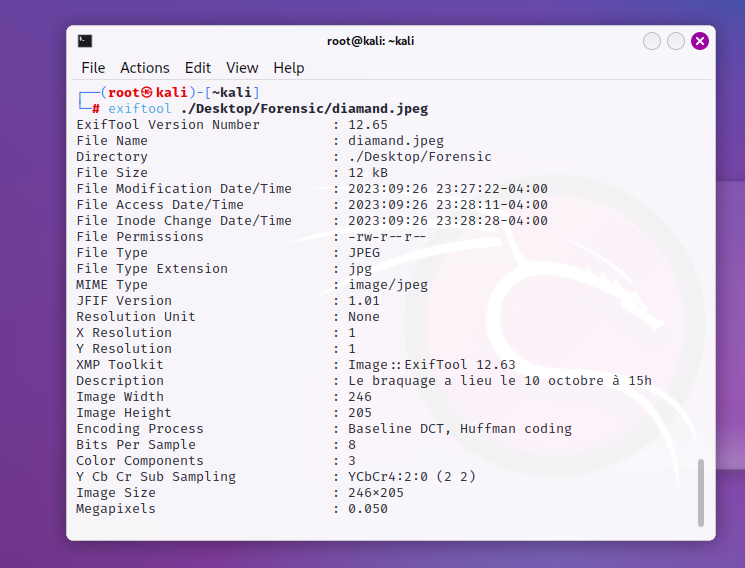 root@kali: ~kali
File Actions Edit View Help
┌──(root㉿kali)-[~kali]
└─# exiftool ./Desktop/Forensic/diamand.jpeg
ExifTool Version Number : 12.65
File Name : diamand.jpeg
Directory : ./Desktop/Forensic
File Size : 12 kB
File Modification Date/Time : 2023:09:26 23:27:22-04:00
File Access Date/Time : 2023:09:26 23:28:11-04:00
File Inode Change Date/Time : 2023:09:26 23:28:28-04:00
File Permissions : -rw-r--r--
File Type : JPEG
File Type Extension : jpg
MIME Type : image/jpeg
JFIF Version : 1.01
Resolution Unit : None
X Resolution : 1
Y Resolution : 1
XMP Toolkit : Image::ExifTool 12.63
Description : Le braquage a lieu le 10 octobre à 15h
Image Width : 246
Image Height : 205
Encoding Process : Baseline DCT, Huffman coding
Bits Per Sample : 8
Color Components : 3
Y Cb Cr Sub Sampling : YCbCr4:2:0 (2 2)
Image Size : 246×205
Megapixels : 0.050